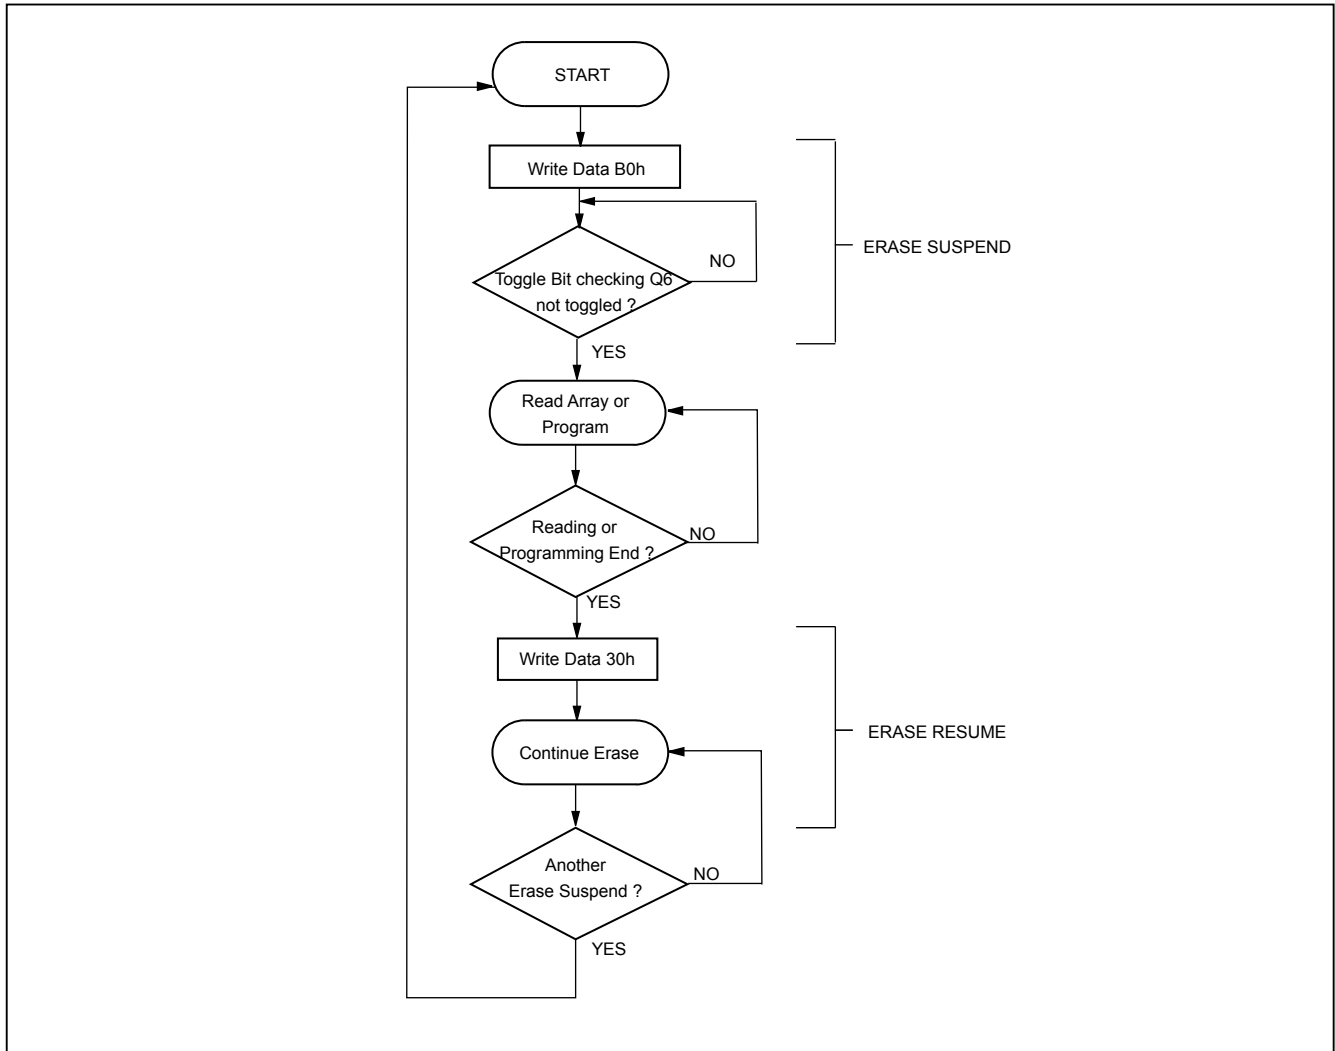 START
Write Data B0h
ERASE SUSPEND
NO
Toggle Bit checking Q6
not toggled ?
YES
Read Array or
Program
Reading or
NO
Programming End ?
YES
Write Data 30h
ERASE RESUME
Continue Erase
Another
NO
Erase Suspend ?
YES